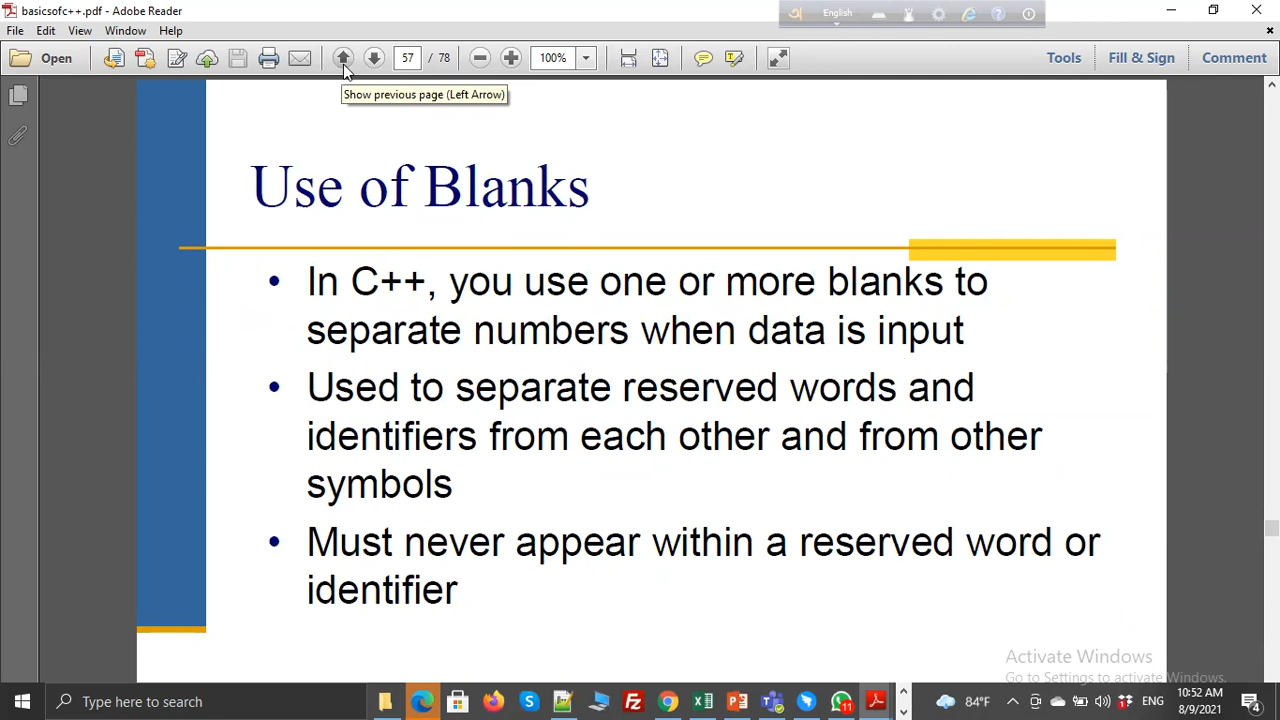 basicsofc++.pdf - Adobe Reader
English
File Edit View Window Help
Open 57 / 78 100% Tools Fill & Sign Comment
Show previous page (Left Arrow)
Use of Blanks
• In C++, you use one or more blanks to
separate numbers when data is input
• Used to separate reserved words and
identifiers from each other and from other
symbols
• Must never appear within a reserved word or
identifier
Activate Windows
Go to Settings to activate Windows.
Type here to search
11
84°F
1
ENG
10:52 AM
8/9/2021
4